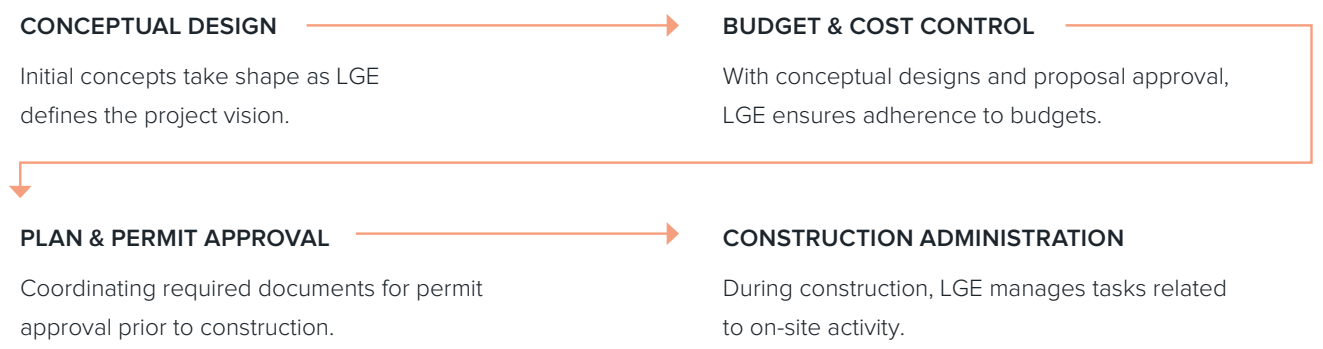 CONCEPTUAL DESIGN
Initial concepts take shape as LGE
defines the project vision.
BUDGET & COST CONTROL
With conceptual designs and proposal approval,
LGE ensures adherence to budgets.
PLAN & PERMIT APPROVAL
Coordinating required documents for permit
approval prior to construction.
CONSTRUCTION ADMINISTRATION
During construction, LGE manages tasks related
to on-site activity.